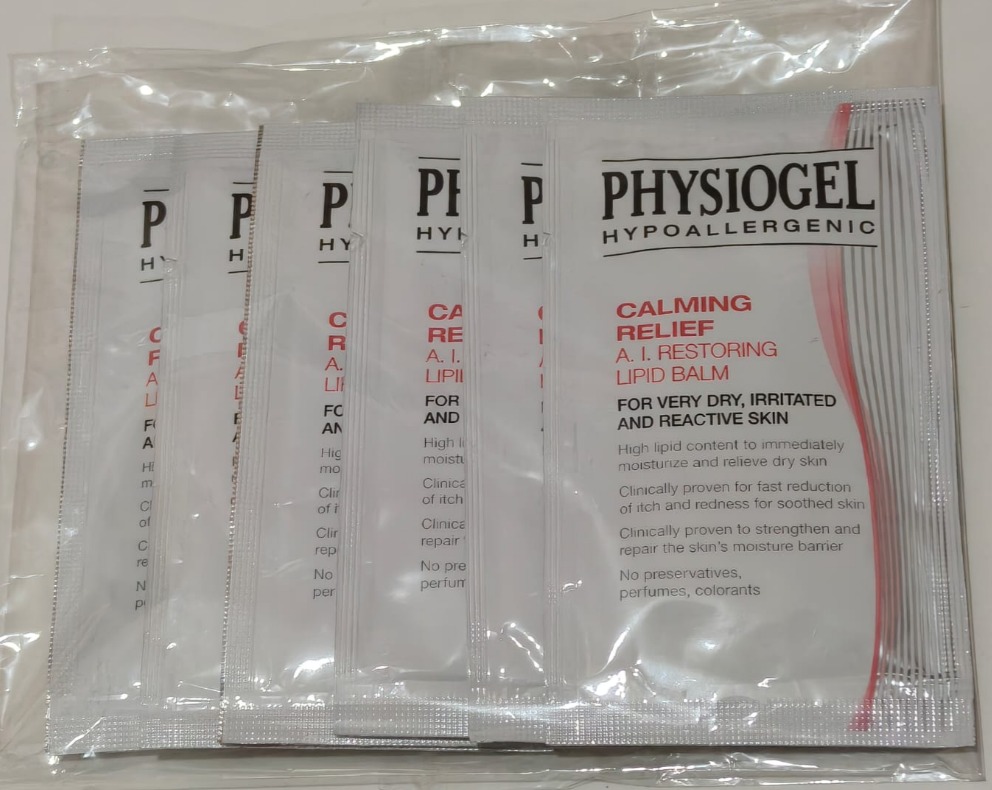 PHYSIOGEL
HYPOALLERGENIC
CALMING
RELIEF
A. I. RESTORING
LIPID BALM
FOR VERY DRY, IRRITATED
AND REACTIVE SKIN
High lipid content to immediately
moisturize and relieve dry skin
Clinically proven for fast reduction
of itch and redness for soothed skin
Clinically proven to strengthen and
repair the skin's moisture barrier
No preservatives,
perfumes, colorants